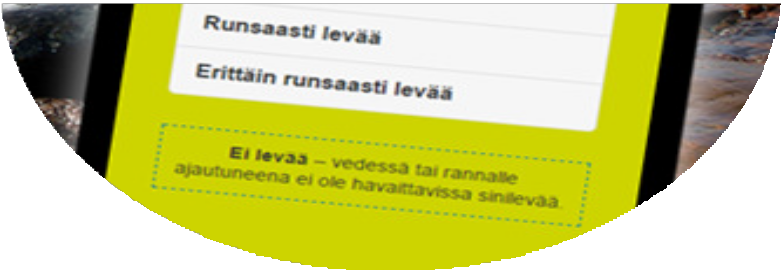 Runsaasti levää
Erittäin runsaasti levää
Ei levää – vedessä tai rannalle
ajautuneena ei ole havaittavissa sinilevää.